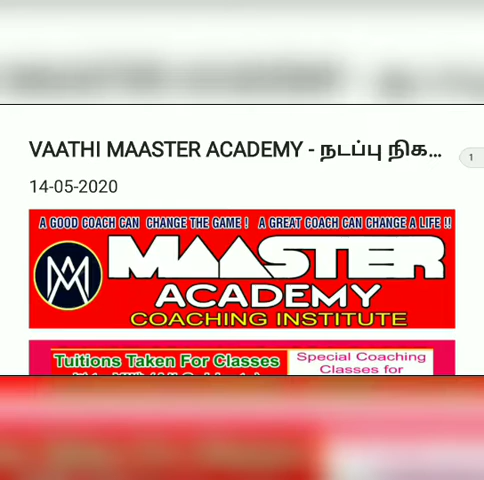 VAATHI MAASTER ACADEMY - நடப்பு நிக...
1
14-05-2020
A GOOD COACH CAN CHANGE THE GAME ! A GREAT COACH CAN CHANGE A LIFE !!
MAASTER
ACADEMY
COACHING INSTITUTE
Tuitions Taken For Classes
Special Coaching
Classes for